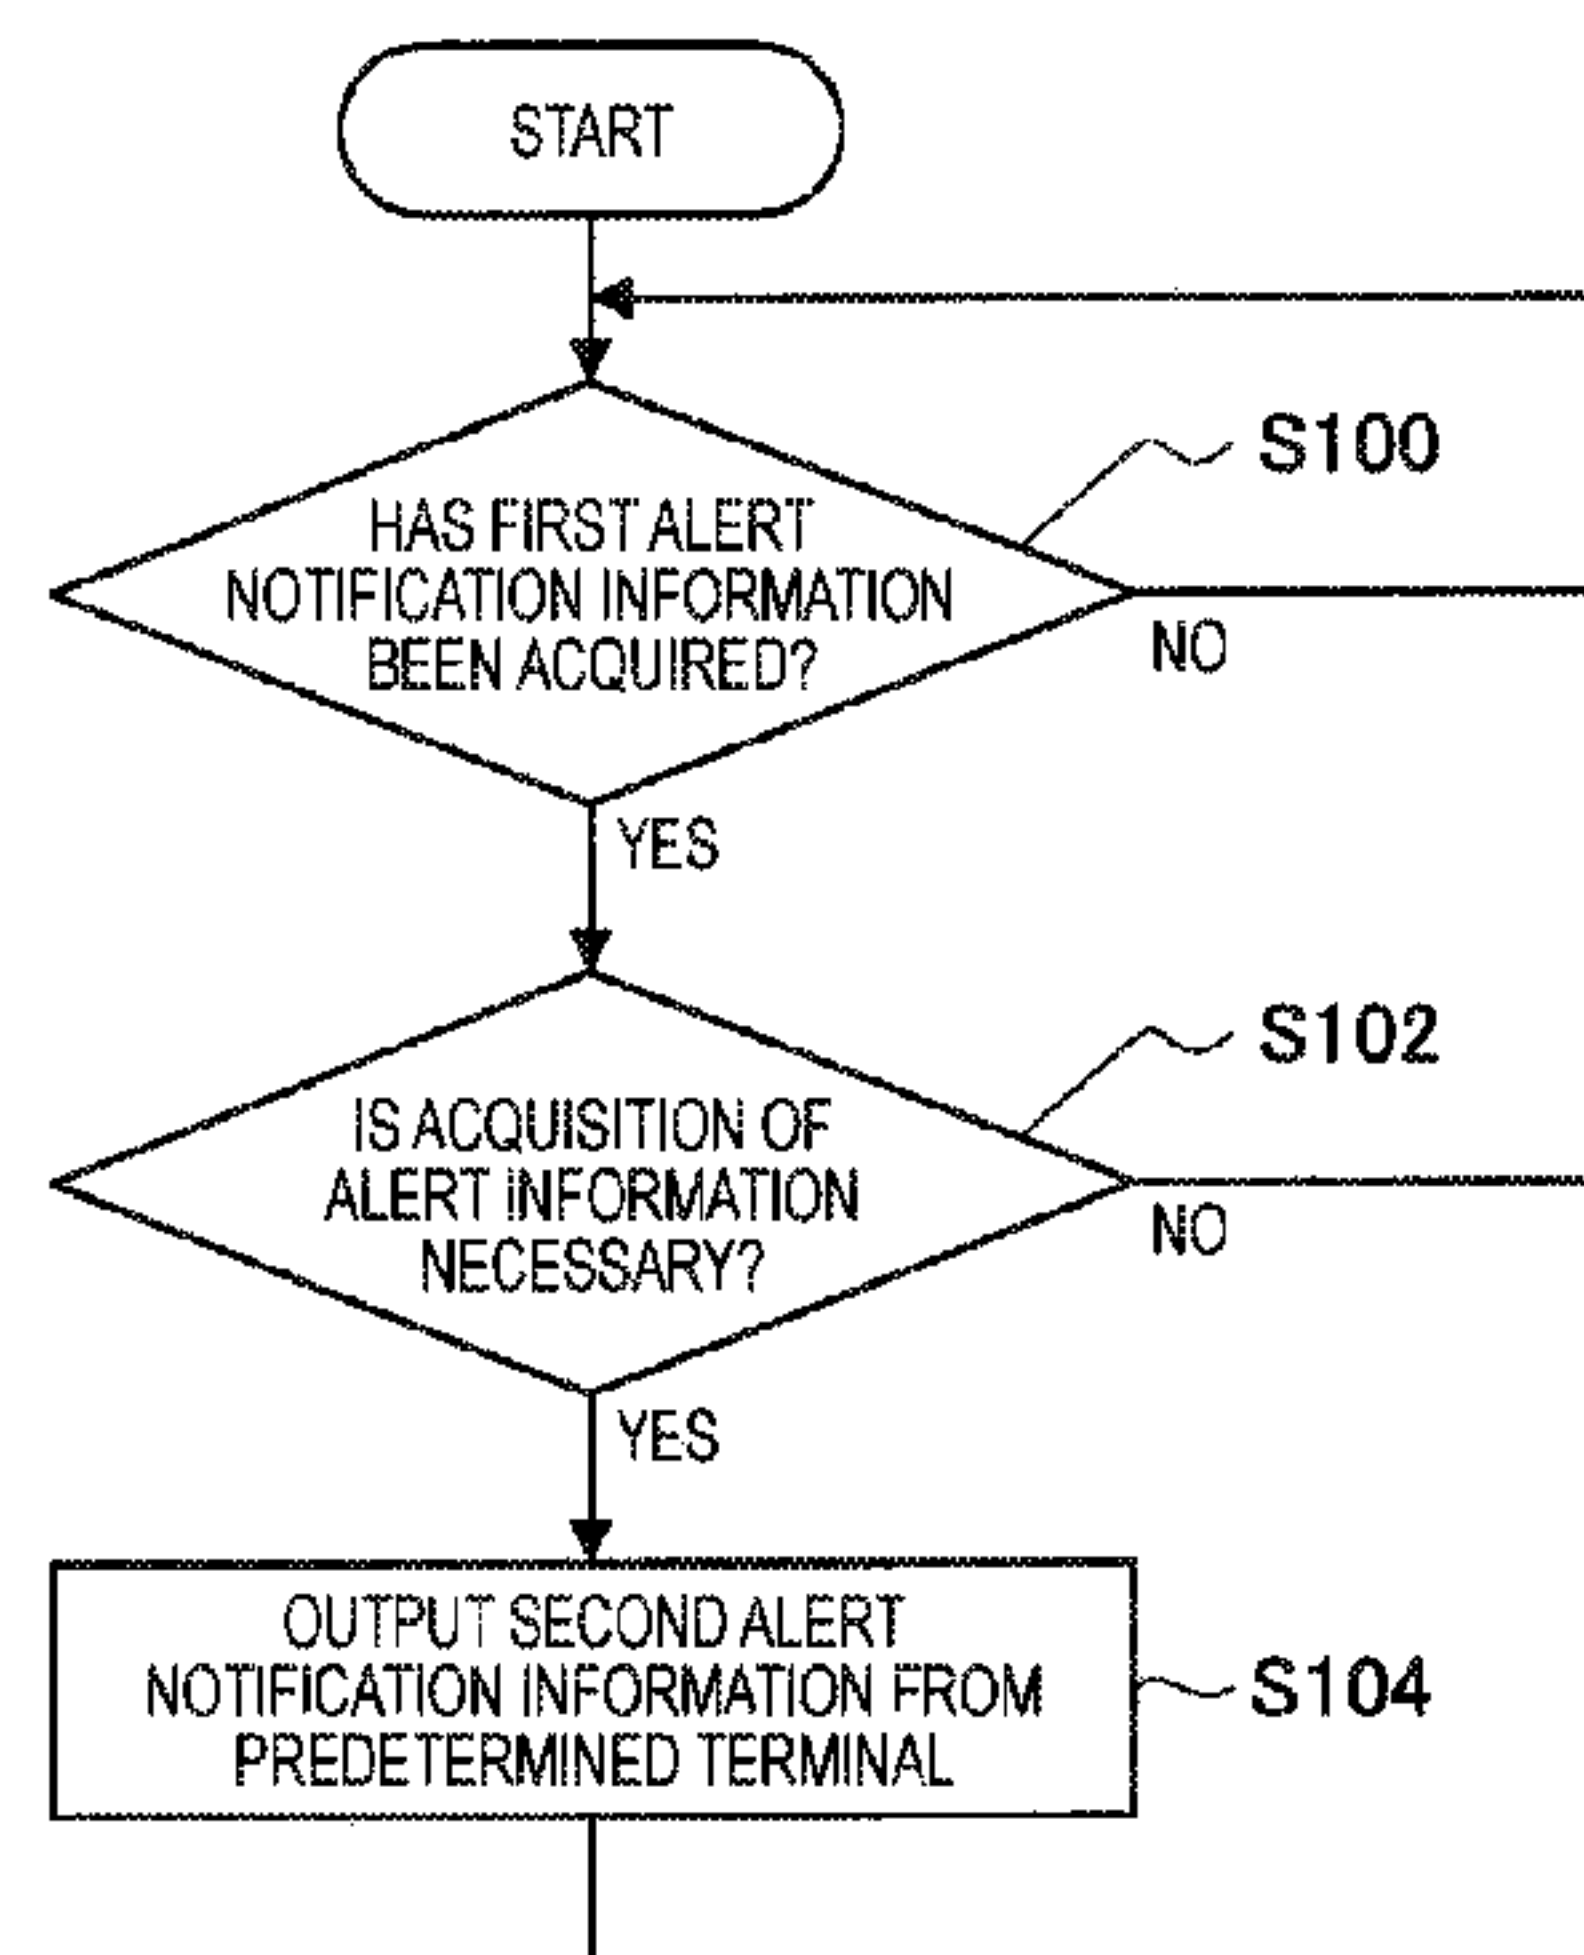 START
S100
HAS FIRST ALERT
NOTIFICATION INFORMATION
BEEN ACQUIRED?
NO
YES
S102
IS ACQUISITION OF
ALERT INFORMATION
NECESSARY?
NO
YES
OUTPUT SECOND ALERT
NOTIFICATION INFORMATION FROM
PREDETERMINED TERMINAL
S104